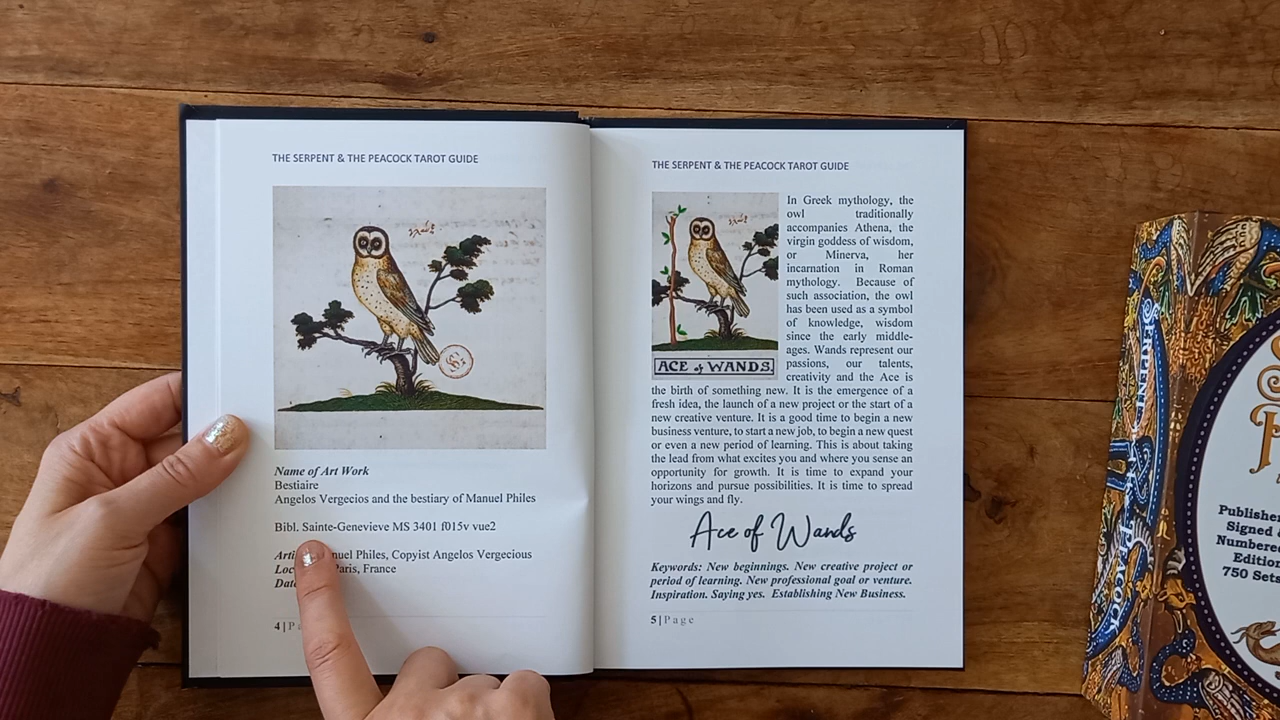 THE SERPENT & THE PEACOCK TAROT GUIDE
Name of Art Work
Bestiaire
Angelos Vergecios and the bestiary of Manuel Philes
Bibl. Sainte-Genevieve MS 3401 f015v vue2
Philes, Copyist Angelos Vergecious
Paris, France
4 |
THE SERPENT & THE PEACOCK TAROT GUIDE
ACE of WANDS.
In Greek mythology, the
owl traditionally
accompanies Athena, the
virgin goddess of wisdom,
or Minerva, her
incarnation in Roman
mythology. Because of
such association, the owl
has been used as a symbol
of knowledge, wisdom
since the early middle-
ages. Wands represent our
passions, our talents,
creativity and the Ace is
the birth of something new. It is the emergence of a
fresh idea, the launch of a new project or the start of a
new creative venture. It is a good time to begin a new
business venture, to start a new job, to begin a new quest
or even a new period of learning. This is about taking
the lead from what excites you and where you sense an
opportunity for growth. It is time to expand your
horizons and pursue possibilities. It is time to spread
your wings and fly.
Ace of Wands
Keywords: New beginnings. New creative project or
period of learning. New professional goal or venture.
Inspiration. Saying yes. Establishing New Business.
5 | Page
SERPENT
PEACOCK
Publisher
Signed
Numbered
Edition
750 Sets